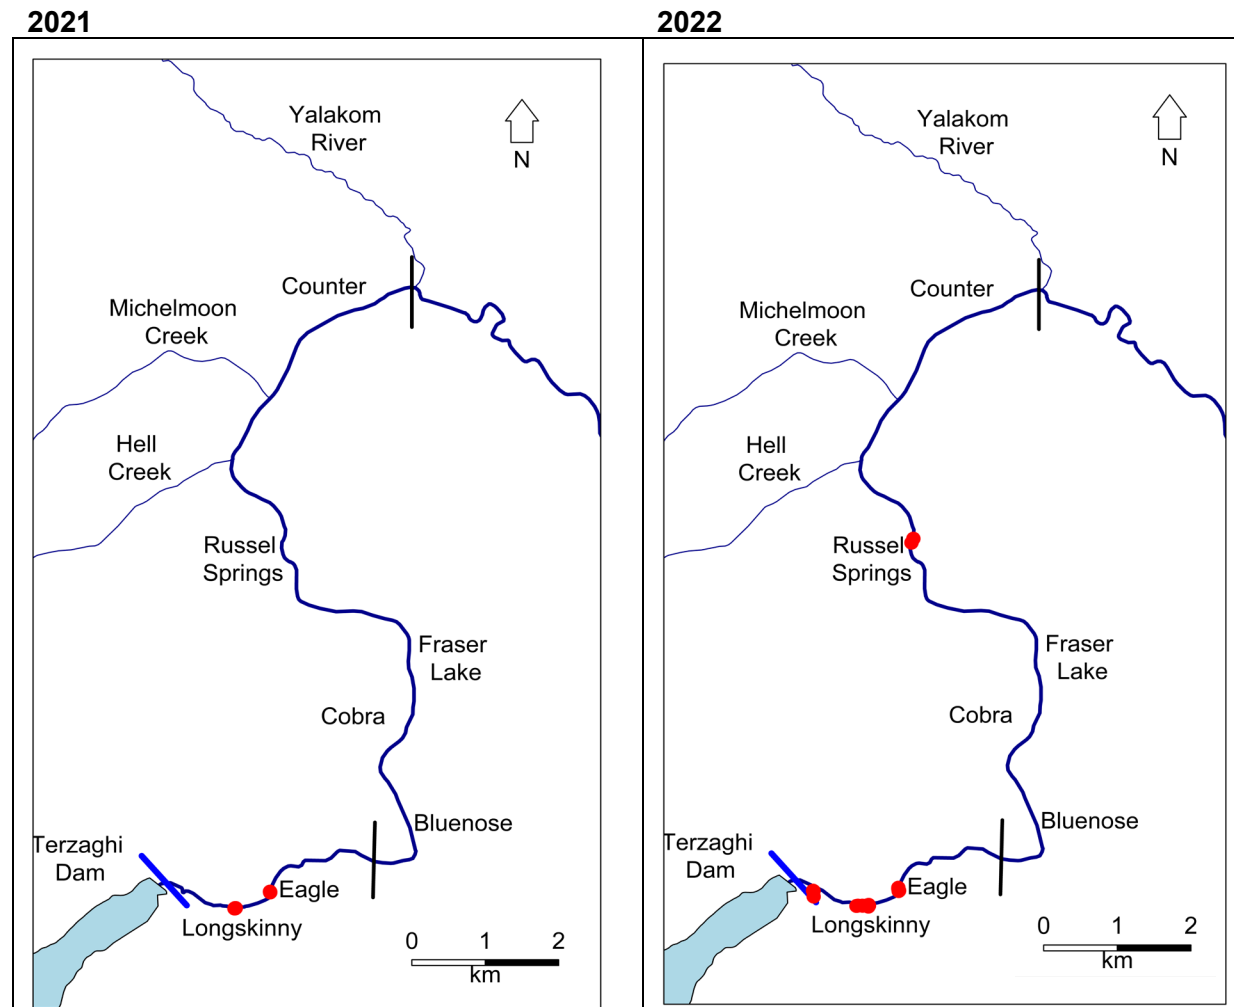 2021
Yalakom
River
N
Counter
Michelmoon
Creek
Hell
Creek
Russel
Springs
Fraser
Lake
Cobra
Bluenose
Terzaghi
Dam
Eagle
Longskinny
0 1 2
km
2022
Yalakom
River
N
Counter
Michelmoon
Creek
Hell
Creek
Russel
Springs
Fraser
Lake
Cobra
Bluenose
Terzaghi
Dam
Eagle
Longskinny
0 1 2
km